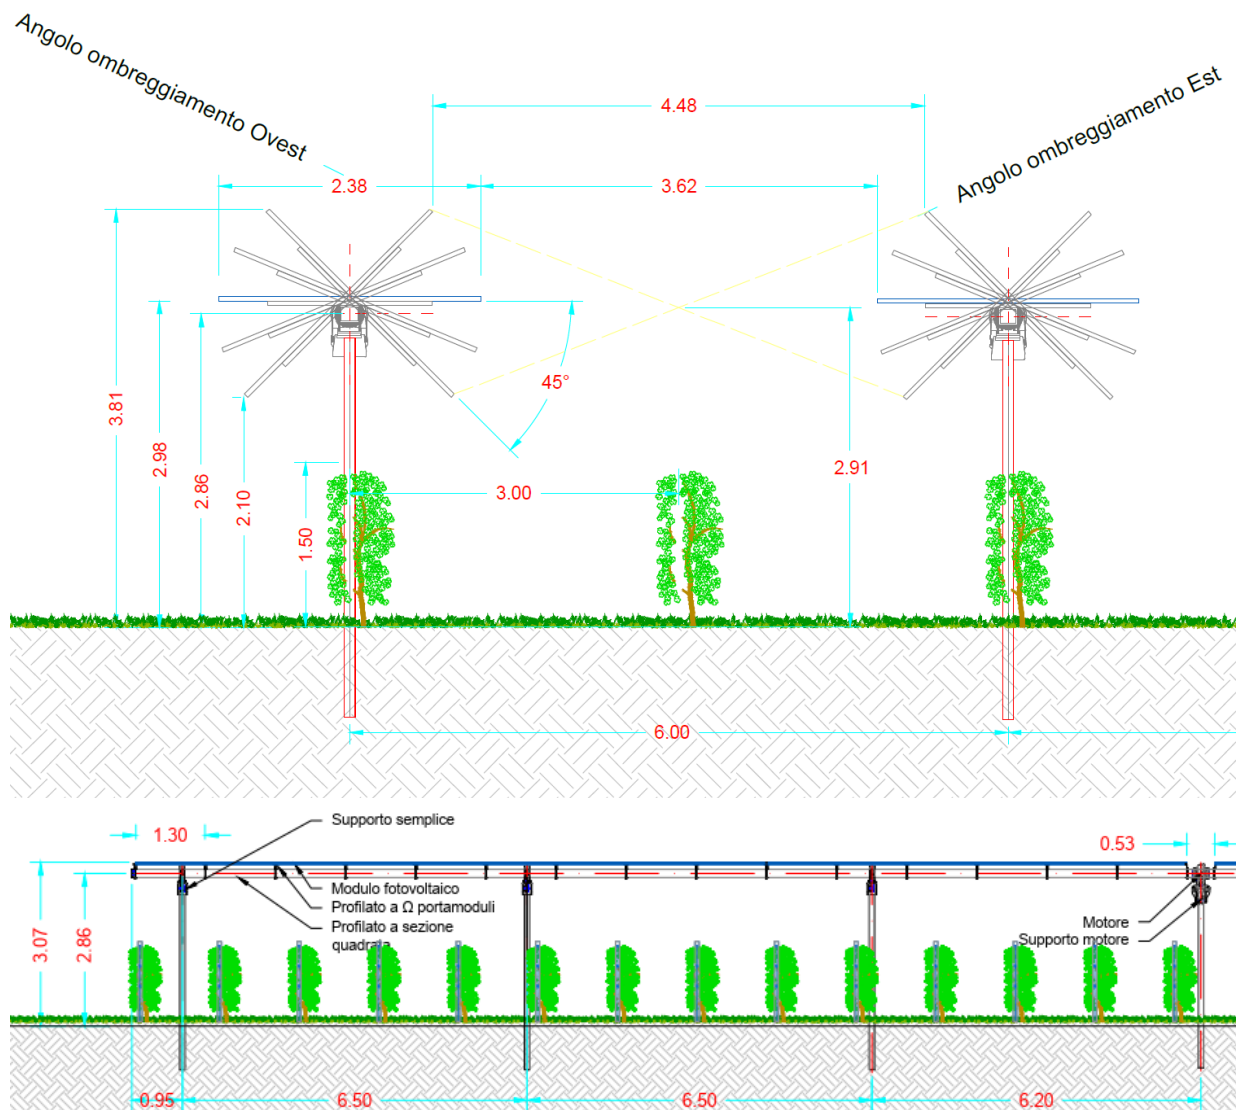 Angolo ombreggiamento Ovest
Angolo ombreggiamento Est
4.48
2.38
3.62
45°
3.81
2.98
2.86
2.10
1.50
3.00
2.91
6.00
1.30
Supporto semplice
0.53
Modulo fotovoltaico
Profilato a Ω portamoduli
Profilato a sezione
quadrata
Motore
Supporto motore
3.07
2.86
0.95
6.50
6.50
6.20